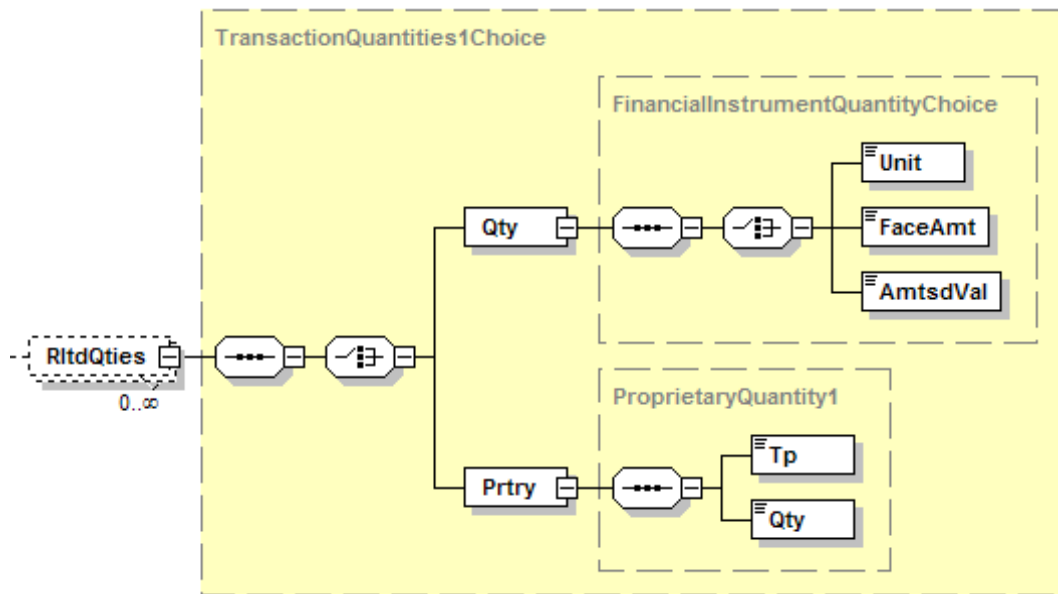 TransactionQuantities1Choice
FinancialInstrumentQuantityChoice
Unit
Qty
FaceAmt
AmtsdVal
RltdQties
0..∞
ProprietaryQuantity1
Tp
Prtry
Qty